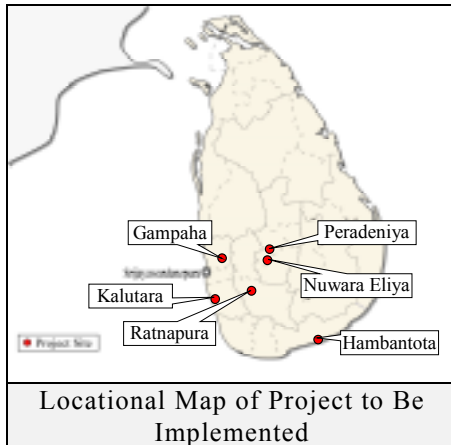 Gampaha
Peradeniya
Nuwara Eliya
Kalutara
Ratnapura
Hambantota
Project Site
Locational Map of Project to Be
Implemented